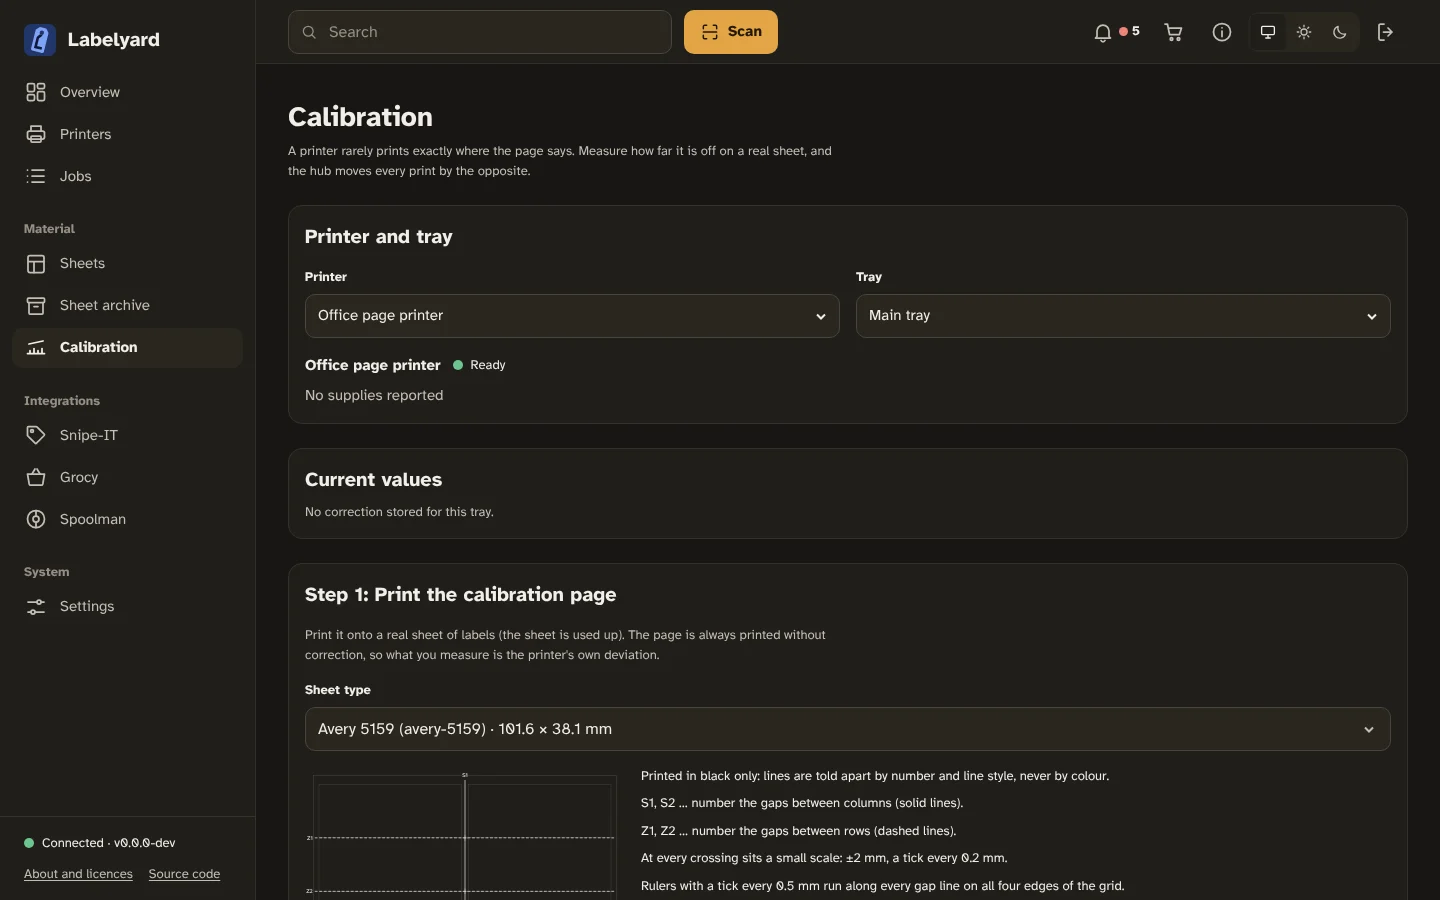 Labelyard
Search
Scan
5
Overview
Printers
Jobs
Material
Sheets
Sheet archive
Calibration
Integrations
Snipe-IT
Grocy
Spoolman
System
Settings
Connected · v0.0.0-dev
About and licences
Source code
Calibration
A printer rarely prints exactly where the page says. Measure how far it is off on a real sheet, and
the hub moves every print by the opposite.
Printer and tray
Printer
Tray
Office page printer
Main tray
Office page printer
Ready
No supplies reported
Current values
No correction stored for this tray.
Step 1: Print the calibration page
Print it onto a real sheet of labels (the sheet is used up). The page is always printed without
correction, so what you measure is the printer's own deviation.
Sheet type
Avery 5159 (avery-5159) · 101.6 × 38.1 mm
S1
Z1
Z2
Printed in black only: lines are told apart by number and line style, never by colour.
S1, S2 … number the gaps between columns (solid lines).
Z1, Z2 … number the gaps between rows (dashed lines).
At every crossing sits a small scale: ±2 mm, a tick every 0.2 mm.
Rulers with a tick every 0.5 mm run along every gap line on all four edges of the grid.